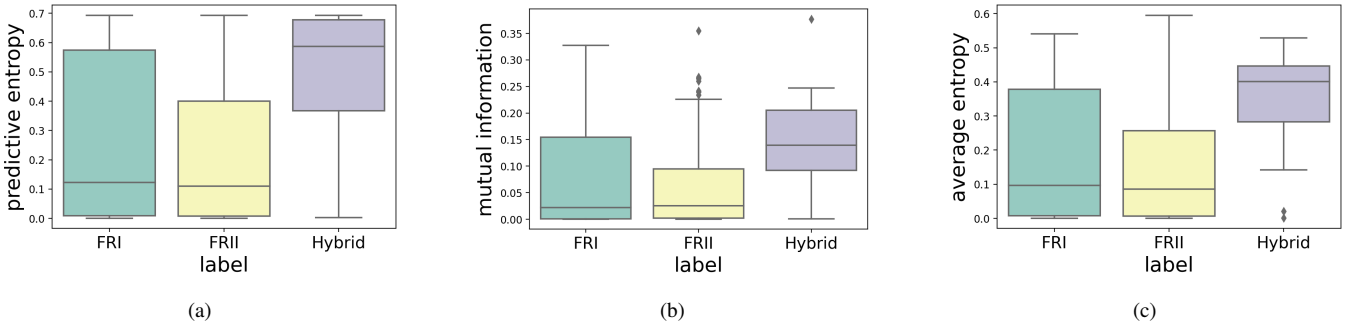 predictive entropy
0.7
0.6
0.5
0.4
0.3
0.2
0.1
0.0
FRI FRII Hybrid
label
(a)
mutual information
0.35
0.30
0.25
0.20
0.15
0.10
0.05
0.00
FRI FRII Hybrid
label
(b)
average entropy
0.6
0.5
0.4
0.3
0.2
0.1
0.0
FRI FRII Hybrid
label
(c)